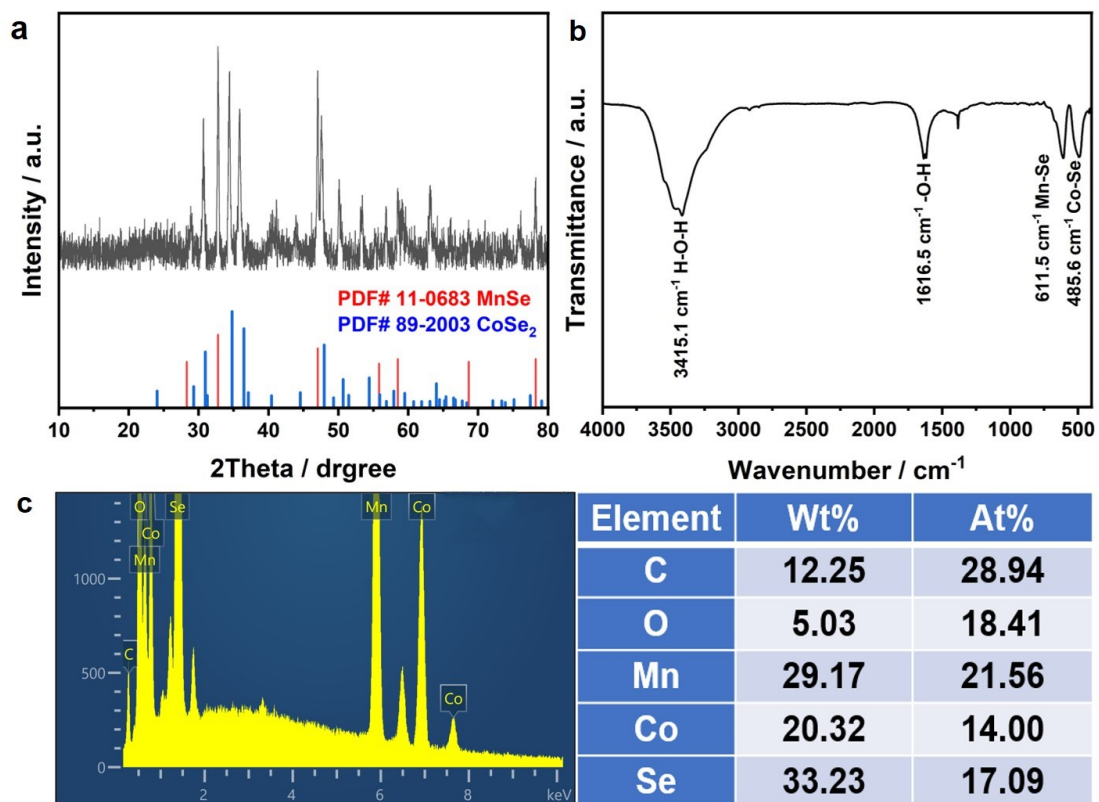 a
Intensity / a.u.
PDF# 11-0683 MnSe
PDF# 89-2003 CoSe₂
10 20 30 40 50 60 70 80
2Theta / drgree
b
Transmittance / a.u.
3415.1 cm⁻¹ H-O-H
1616.5 cm⁻¹ -O-H
611.5 cm⁻¹ Mn-Se
485.6 cm⁻¹ Co-Se
4000 3500 3000 2500 2000 1500 1000 500
Wavenumber / cm⁻¹
c
O Se Mn Co
Co
Mn
1000
C
500
Co
0
2 4 6 8 keV
Element Wt% At%
C 12.25 28.94
O 5.03 18.41
Mn 29.17 21.56
Co 20.32 14.00
Se 33.23 17.09